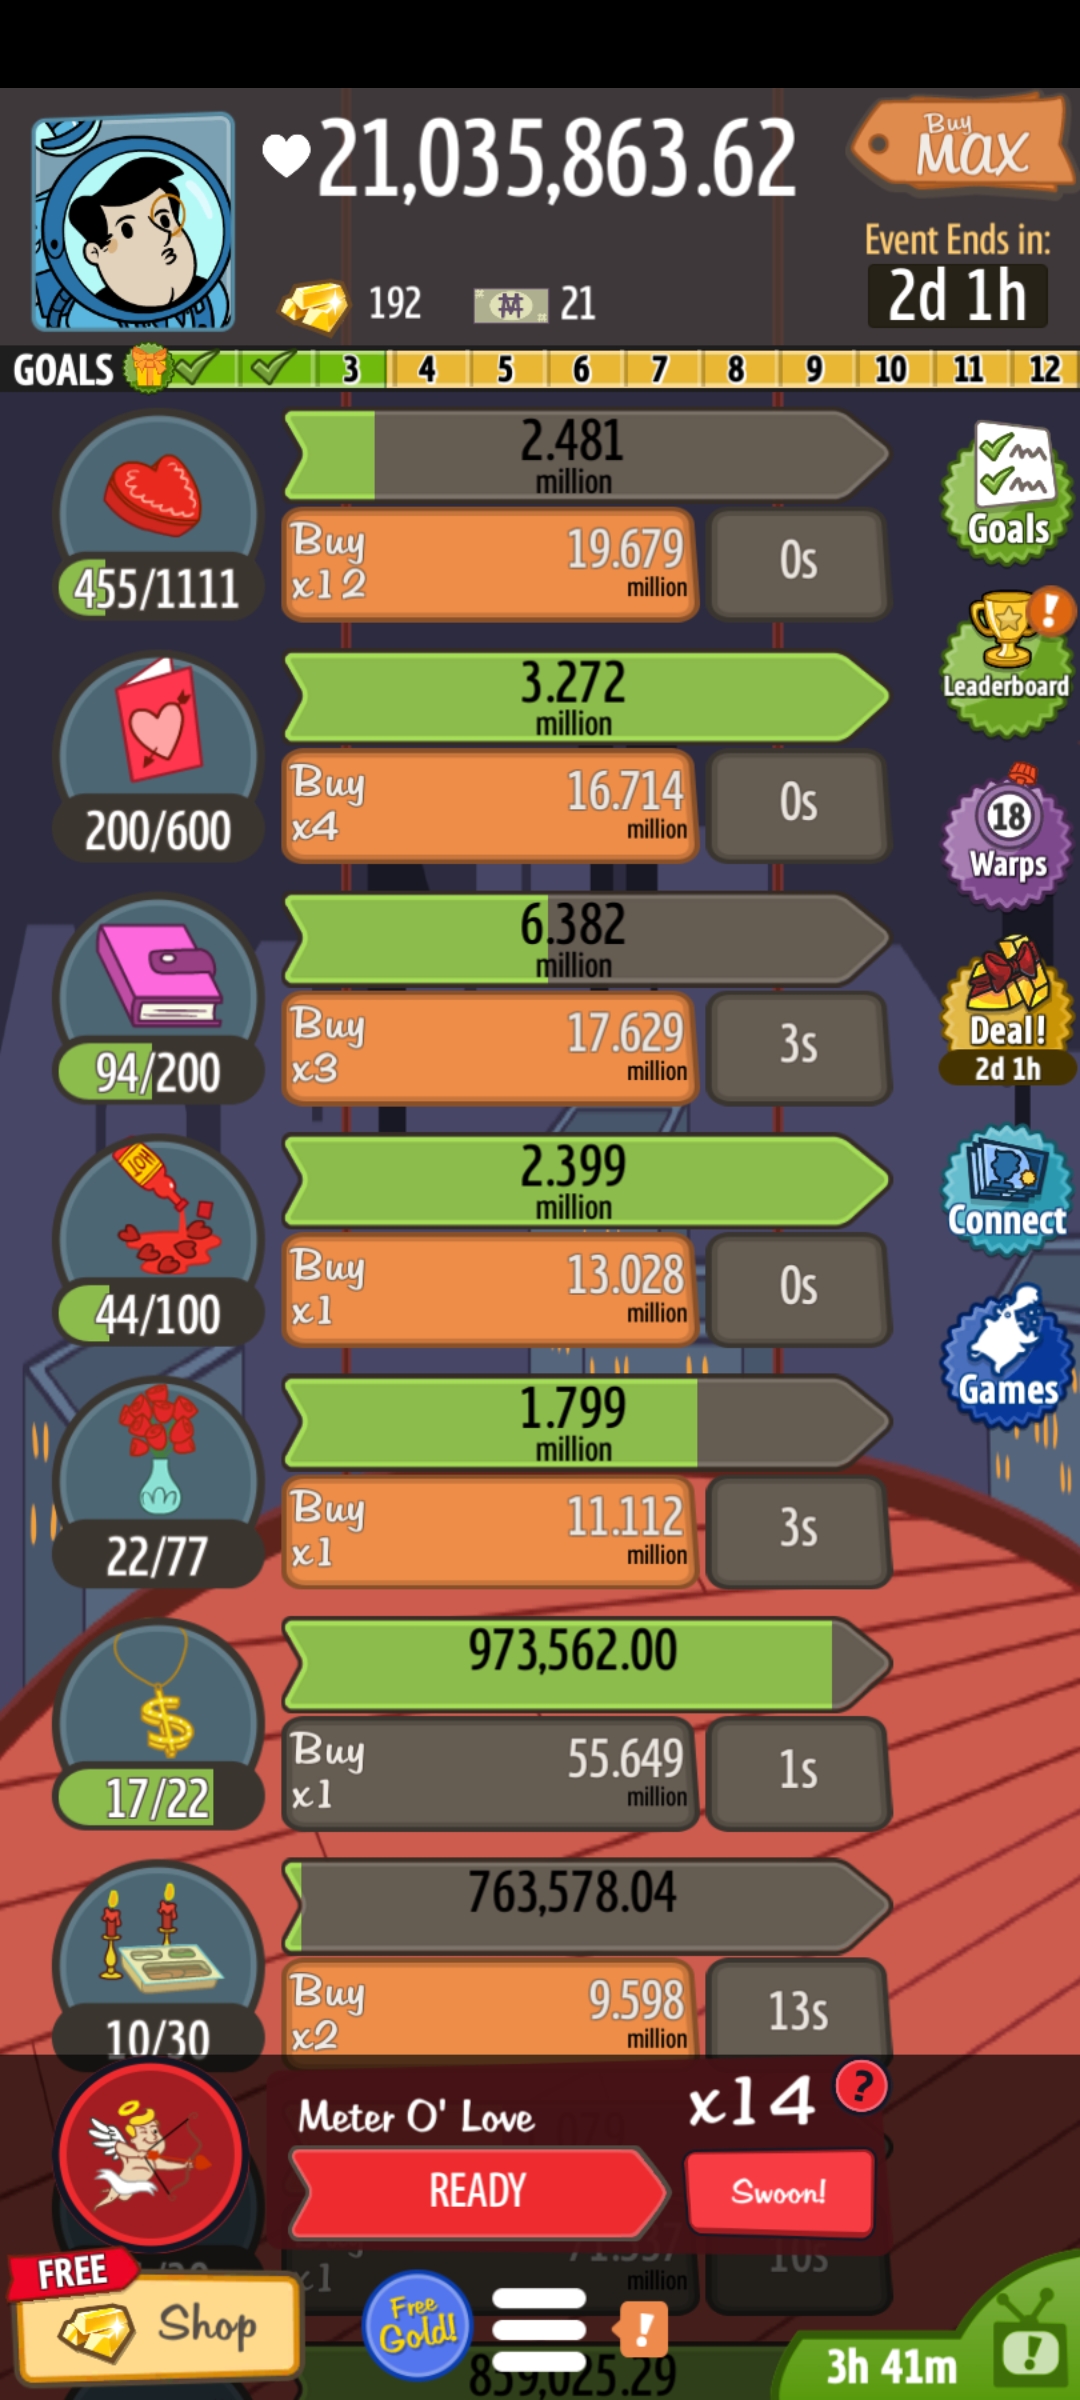 21,035,863.62
Buy
MAX
Event Ends in:
192
21
2d 1h
GOALS 3 4 5 6 7 8 9 10 11 12
2.481
million
Buy
x12
19.679
million
0s
455/1111
Goals
3.272
million
Buy
x4
16.714
million
0s
200/600
Leaderboard
6.382
million
Buy
x3
17.629
million
3s
94/200
18
Warps
2.399
million
Buy
x1
13.028
million
0s
44/100
Deal!
2d 1h
1.799
million
Buy
x1
11.112
million
3s
22/77
Connect
973,562.00
Buy
x1
55.649
million
1s
17/22
Games
763,578.04
Buy
x2
9.598
million
13s
10/30
Meter O' Love
x14
?
READY
Swoon!
x1
million
10s
FREE
Shop
Free
Gold!
!
859,025.29
3h 41m